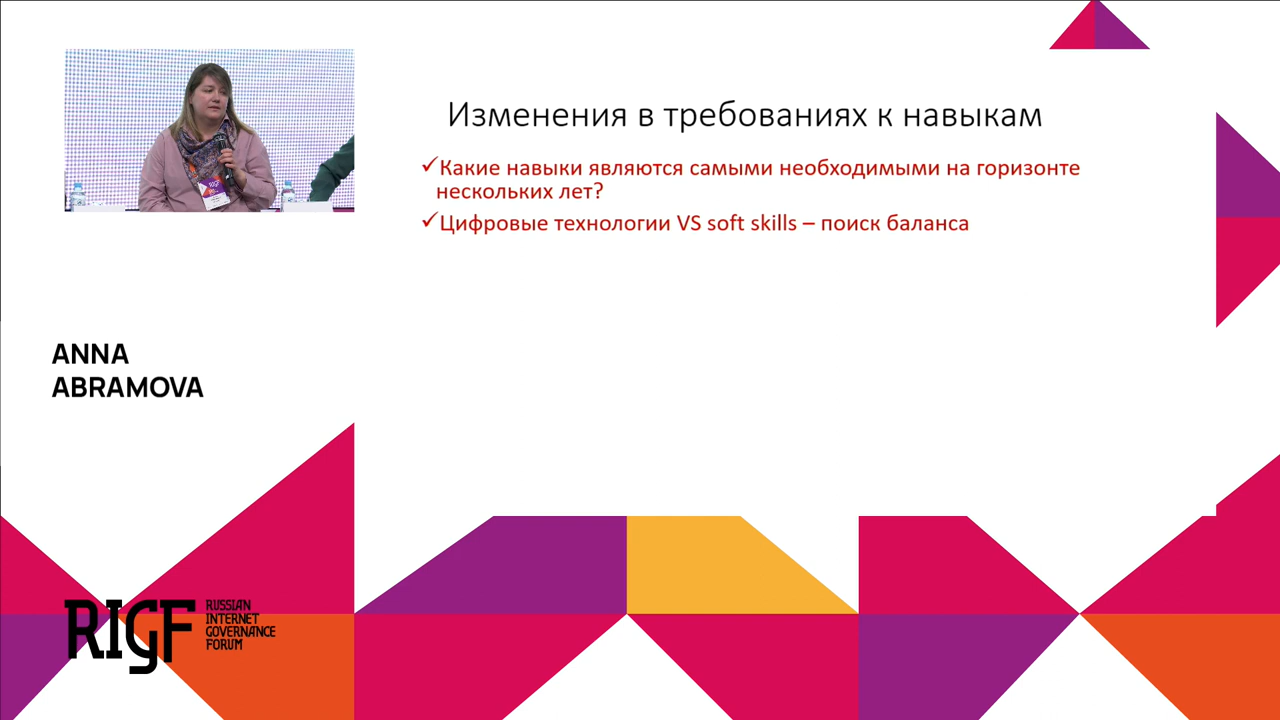 Изменения в требованиях к навыкам
✓Какие навыки являются самыми необходимыми на горизонте
нескольких лет?
✓Цифровые технологии VS soft skills – поиск баланса
ANNA
ABRAMOVA
RIGF
RUSSIAN
INTERNET
GOVERNANCE
FORUM